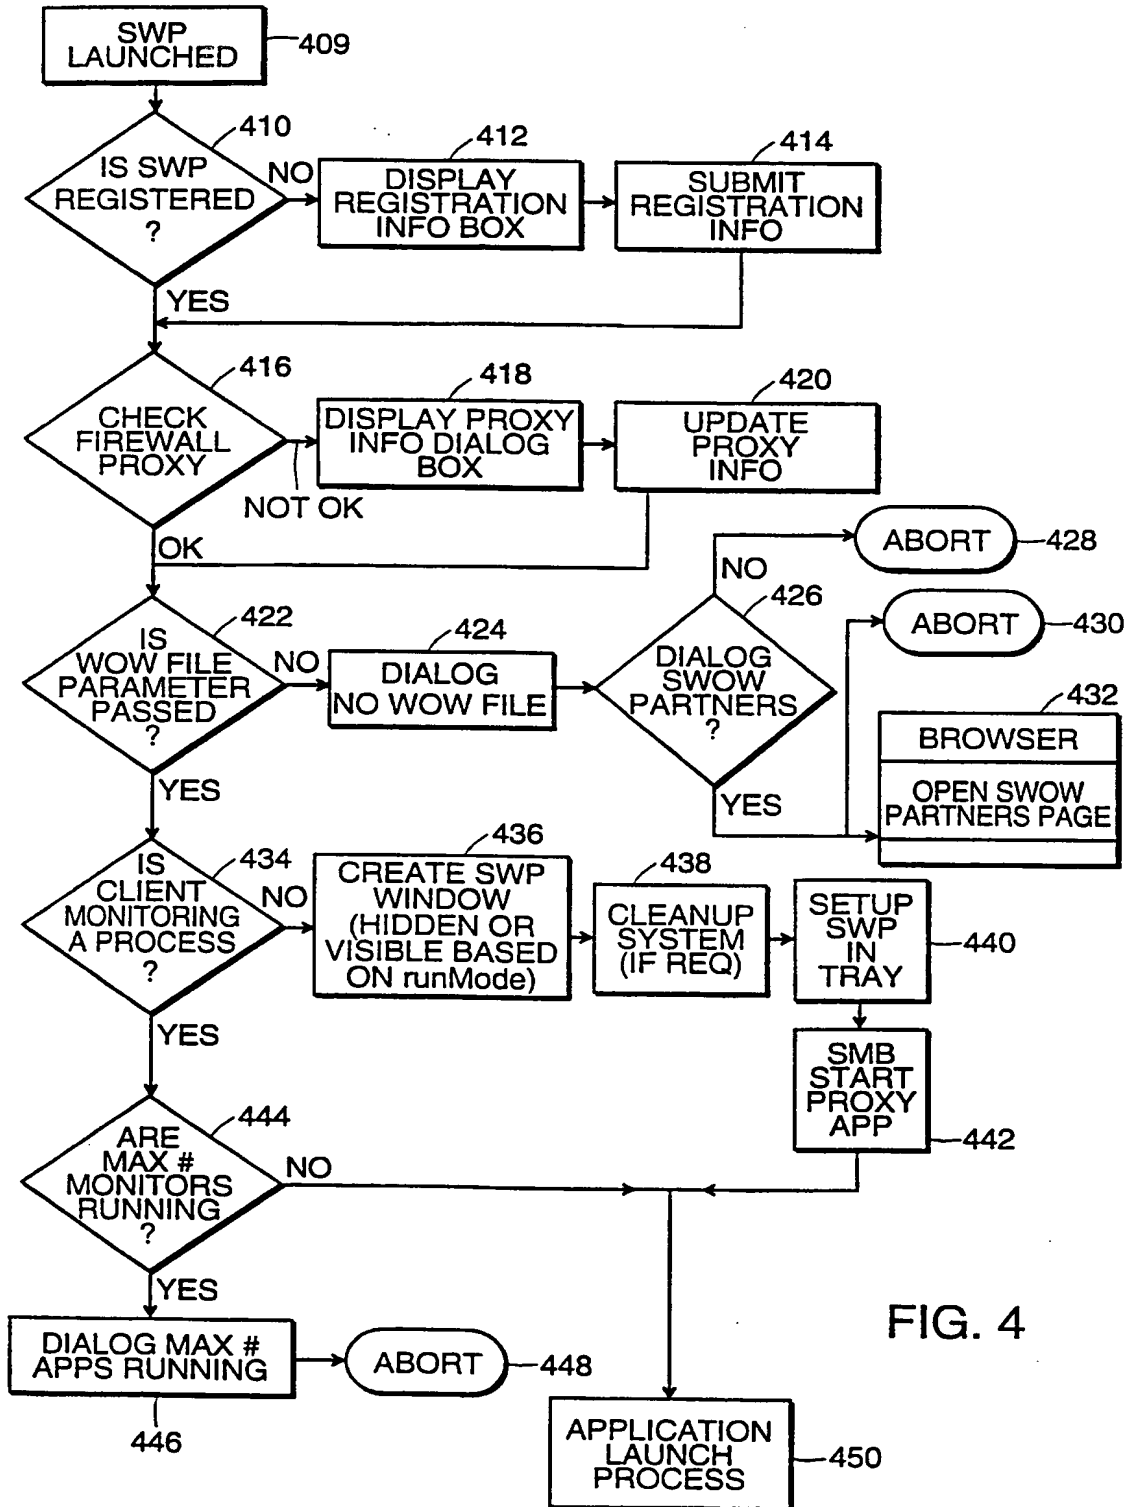 SWP
LAUNCHED
409
410
IS SWP
REGISTERED
?
NO
412
DISPLAY
REGISTRATION
INFO BOX
414
SUBMIT
REGISTRATION
INFO
YES
416
CHECK
FIREWALL
PROXY
NOT OK
418
DISPLAY PROXY
INFO DIALOG
BOX
420
UPDATE
PROXY
INFO
OK
422
IS
WOW FILE
PARAMETER
PASSED
?
NO
424
DIALOG
NO WOW FILE
426
DIALOG
SWOW
PARTNERS
?
NO
ABORT
428
ABORT
430
YES
432
BROWSER
OPEN SWOW
PARTNERS PAGE
YES
434
IS
CLIENT
MONITORING
A PROCESS
?
NO
436
CREATE SWP
WINDOW
(HIDDEN OR
VISIBLE BASED
ON runMode)
438
CLEANUP
SYSTEM
(IF REQ)
SETUP
SWP
IN
TRAY
440
SMB
START
PROXY
APP
442
YES
444
ARE
MAX #
MONITORS
RUNNING
?
NO
YES
DIALOG MAX #
APPS RUNNING
446
ABORT
448
APPLICATION
LAUNCH
PROCESS
450
FIG. 4